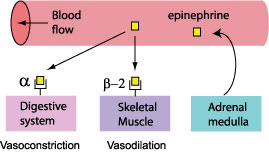 Blood
flow
epinephrine
α
β-2
Digestive
system
Skeletal
Muscle
Adrenal
medulla
Vasoconstriction
Vasodilation